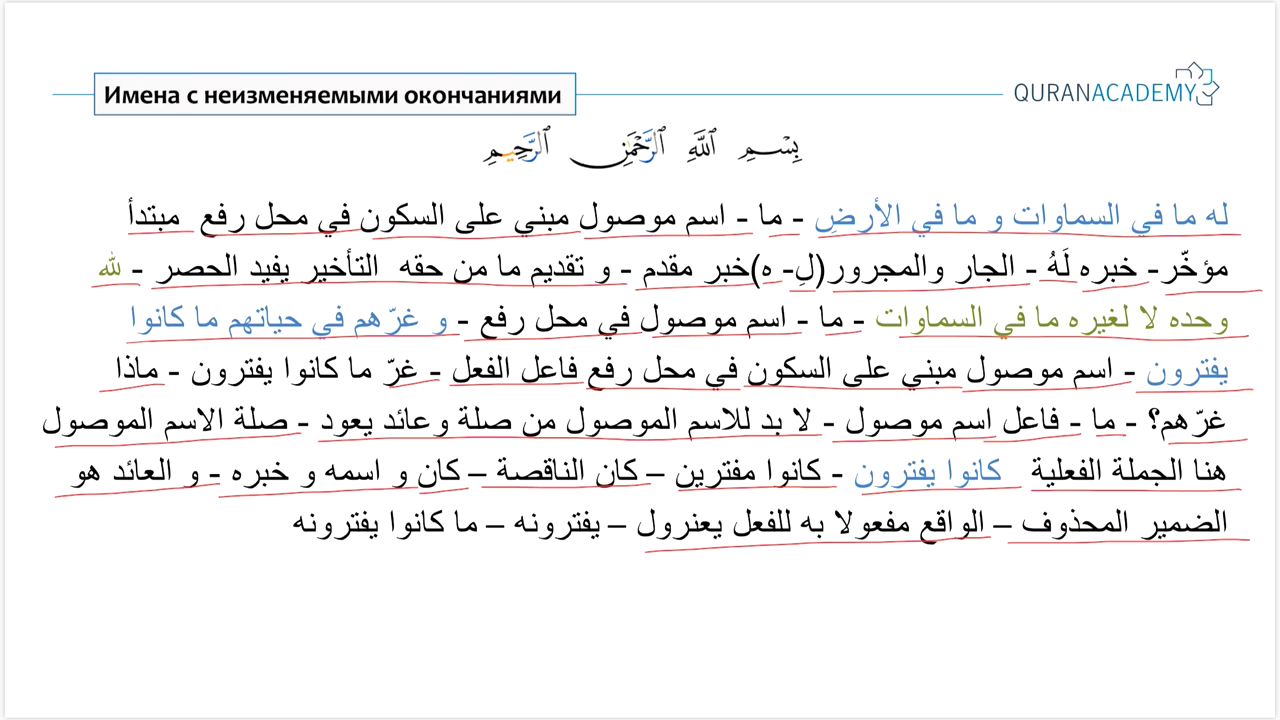 Имена с неизменяемыми окончаниями
QURANACADEMY
بِسْمِ ٱللَّهِ ٱلرَّحْمَٰنِ ٱلرَّحِيمِ
له ما في السماوات و ما في الأرضِ - ما - اسم موصول مبني على السكون في محل رفع مبتدأ
مؤخّر- خبره لَهُ - الجار والمجرور(لِ- ه)خبر مقدم - و تقديم ما من حقه التأخير يفيد الحصر - لله
وحده لا لغيره ما في السماوات - ما - اسم موصول في محل رفع - و غرّهم في حياتهم ما كانوا
يفترون - اسم موصول مبني على السكون في محل رفع فاعل الفعل - غرّ ما كانوا يفترون - ماذا
غرّهم؟ - ما - فاعل اسم موصول - لا بد للاسم الموصول من صلة وعائد يعود - صلة الاسم الموصول
هنا الجملة الفعلية كانوا يفترون - كانوا مفترين – كان الناقصة – كان و اسمه و خبره - و العائد هو
الضمير المحذوف – الواقع مفعولا به للفعل يعنرول – يفترونه – ما كانوا يفترونه